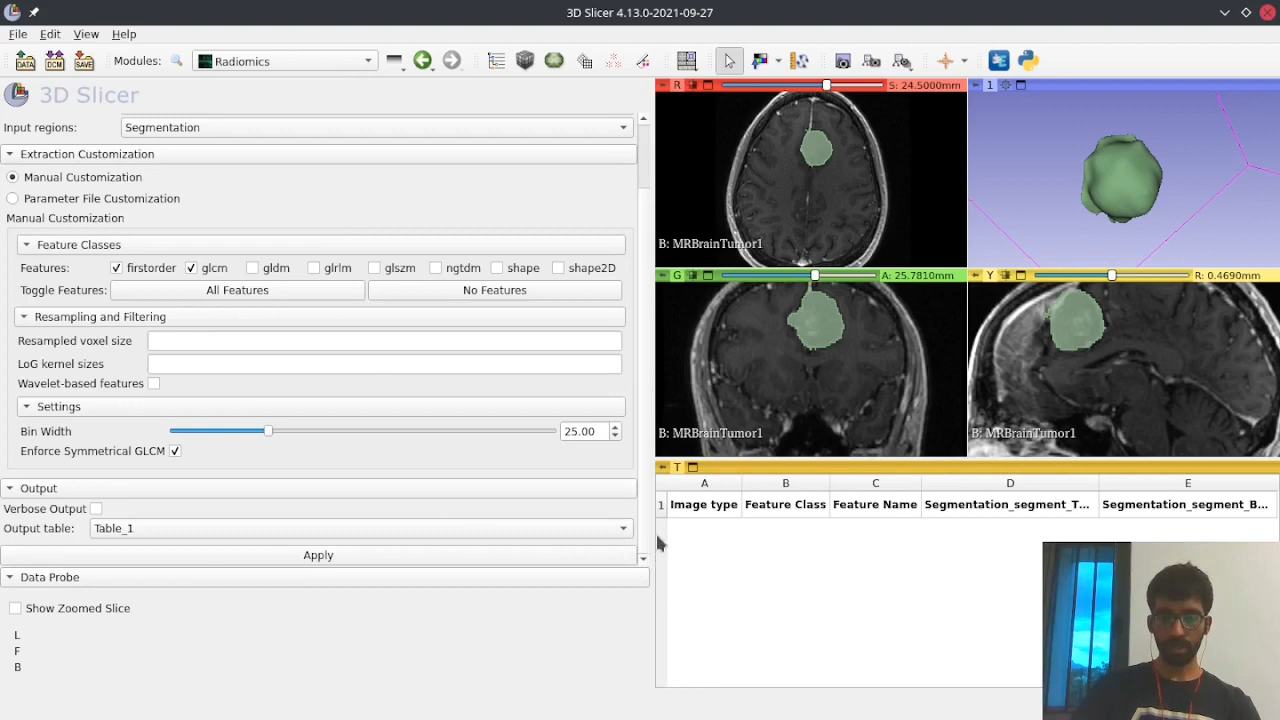 3D Slicer 4.13.0-2021-09-27
File Edit View Help
DATA DCM SAVE Modules: Radiomics
3D Slicer
Input regions: Segmentation
Extraction Customization
Manual Customization
Parameter File Customization
Manual Customization
Feature Classes
Features: firstorder glcm gldm glrlm glszm ngtdm shape shape2D
Toggle Features: All Features No Features
Resampling and Filtering
Resampled voxel size
LoG kernel sizes
Wavelet-based features
Settings
Bin Width 25.00
Enforce Symmetrical GLCM
Output
Verbose Output
Output table: Table_1
Apply
Data Probe
Show Zoomed Slice
L
F
B
R S: 24.5000mm
B: MRBrainTumor1
1
G A: 25.7810mm
B: MRBrainTumor1
Y R: 0.4690mm
B: MRBrainTumor1
T
A B C D E
1 Image type Feature Class Feature Name Segmentation_segment_T... Segmentation_segment_B...